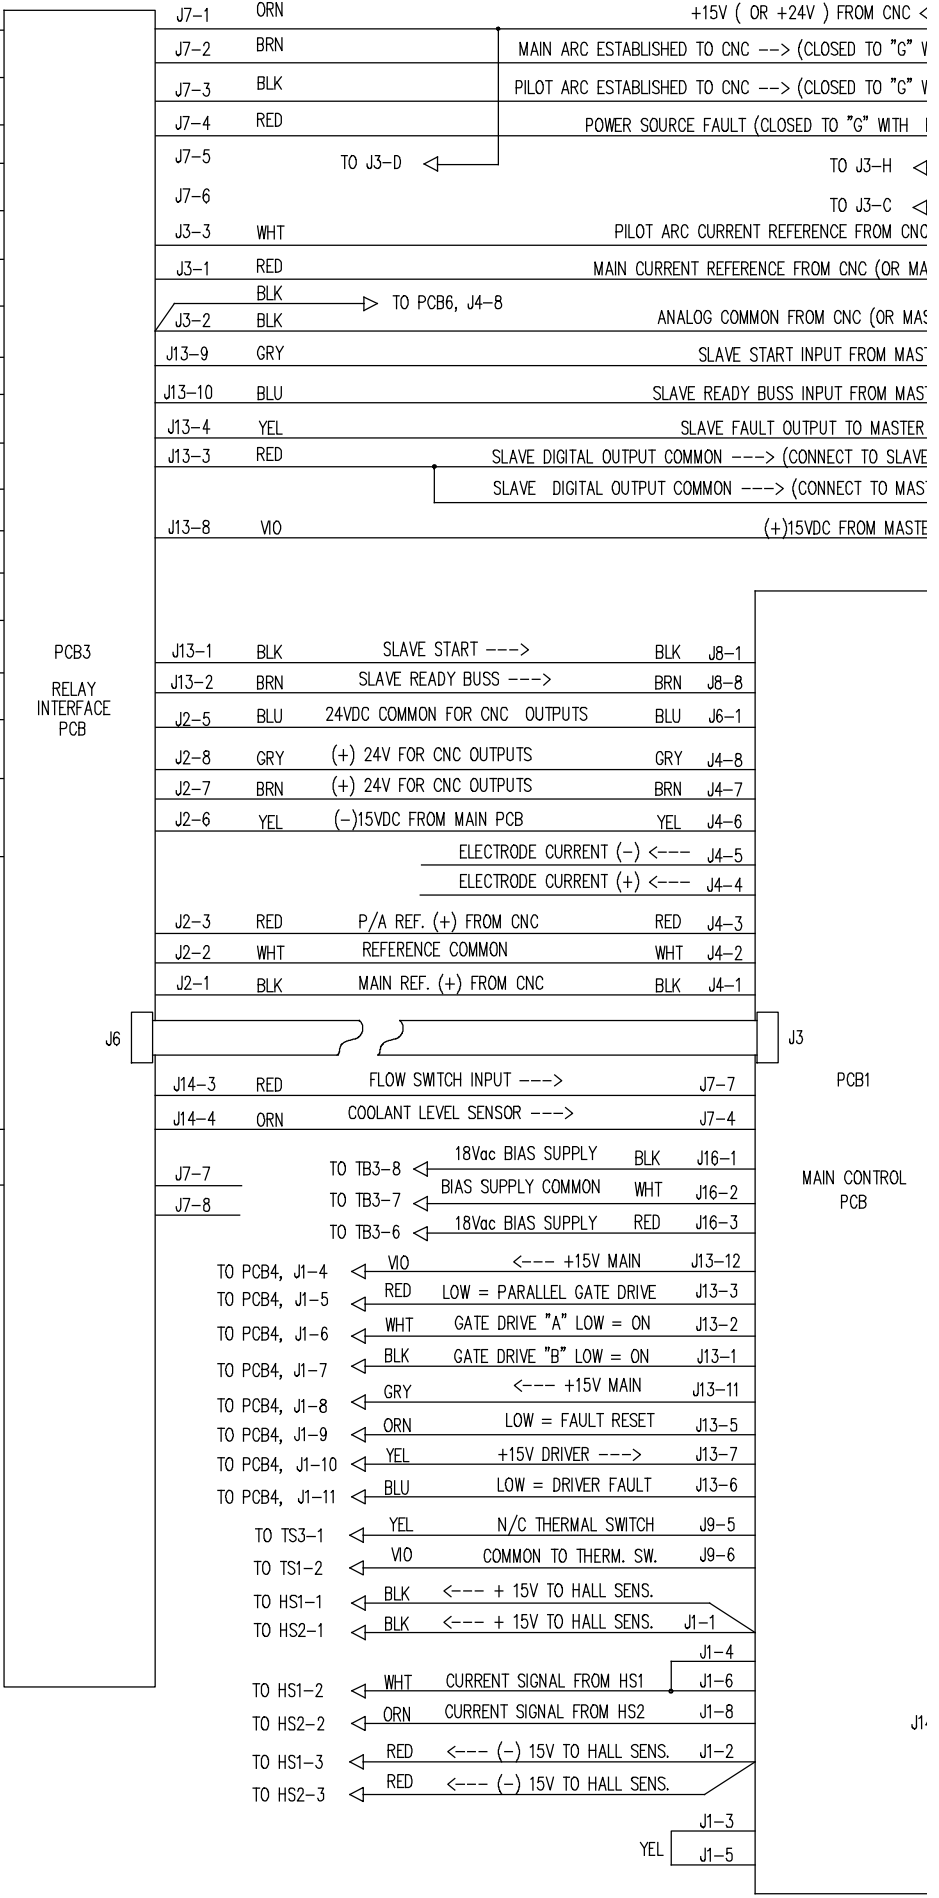 J7-1 ORN +15V ( OR +24V ) FROM CNC <
J7-2 BRN MAIN ARC ESTABLISHED TO CNC --> (CLOSED TO "G" W
J7-3 BLK PILOT ARC ESTABLISHED TO CNC --> (CLOSED TO "G" W
J7-4 RED POWER SOURCE FAULT (CLOSED TO "G" WITH
J7-5 TO J3-D TO J3-H
J7-6 TO J3-C
J3-3 WHT PILOT ARC CURRENT REFERENCE FROM CNC
J3-1 RED MAIN CURRENT REFERENCE FROM CNC (OR MA
BLK TO PCB6, J4-8
J3-2 BLK ANALOG COMMON FROM CNC (OR MAS
J13-9 GRY SLAVE START INPUT FROM MAST
J13-10 BLU SLAVE READY BUSS INPUT FROM MAST
J13-4 YEL SLAVE FAULT OUTPUT TO MASTER
J13-3 RED SLAVE DIGITAL OUTPUT COMMON ---> (CONNECT TO SLAVE
SLAVE DIGITAL OUTPUT COMMON ---> (CONNECT TO MAST
J13-8 VIO (+)15VDC FROM MASTE
PCB3
RELAY
INTERFACE
PCB
J13-1 BLK SLAVE START ---> BLK J8-1
J13-2 BRN SLAVE READY BUSS ---> BRN J8-8
J2-5 BLU 24VDC COMMON FOR CNC OUTPUTS BLU J6-1
J2-8 GRY (+) 24V FOR CNC OUTPUTS GRY J4-8
J2-7 BRN (+) 24V FOR CNC OUTPUTS BRN J4-7
J2-6 YEL (-)15VDC FROM MAIN PCB YEL J4-6
ELECTRODE CURRENT (-) <--- J4-5
ELECTRODE CURRENT (+) <--- J4-4
J2-3 RED P/A REF. (+) FROM CNC RED J4-3
J2-2 WHT REFERENCE COMMON WHT J4-2
J2-1 BLK MAIN REF. (+) FROM CNC BLK J4-1
J6 J3
J14-3 RED FLOW SWITCH INPUT ---> J7-7
PCB1
J14-4 ORN COOLANT LEVEL SENSOR ---> J7-4
MAIN CONTROL
PCB
J7-7 TO TB3-8 18Vac BIAS SUPPLY BLK J16-1
J7-8 TO TB3-7 BIAS SUPPLY COMMON WHT J16-2
TO TB3-6 18Vac BIAS SUPPLY RED J16-3
TO PCB4, J1-4 VIO <--- +15V MAIN J13-12
TO PCB4, J1-5 RED LOW = PARALLEL GATE DRIVE J13-3
TO PCB4, J1-6 WHT GATE DRIVE "A" LOW = ON J13-2
TO PCB4, J1-7 BLK GATE DRIVE "B" LOW = ON J13-1
TO PCB4, J1-8 GRY <--- +15V MAIN J13-11
TO PCB4, J1-9 ORN LOW = FAULT RESET J13-5
TO PCB4, J1-10 YEL +15V DRIVER ---> J13-7
TO PCB4, J1-11 BLU LOW = DRIVER FAULT J13-6
TO TS3-1 YEL N/C THERMAL SWITCH J9-5
TO TS1-2 VIO COMMON TO THERM. SW. J9-6
TO HS1-1 BLK <--- + 15V TO HALL SENS.
TO HS2-1 BLK <--- + 15V TO HALL SENS. J1-1
J1-4
TO HS1-2 WHT CURRENT SIGNAL FROM HS1 J1-6
TO HS2-2 ORN CURRENT SIGNAL FROM HS2 J1-8
J14
TO HS1-3 RED <--- (-) 15V TO HALL SENS. J1-2
TO HS2-3 RED <--- (-) 15V TO HALL SENS.
J1-3
YEL J1-5